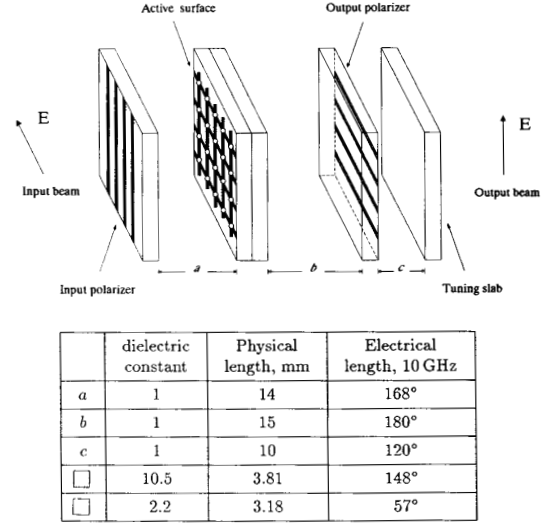 Active surface
Output polarizer
E
E
Input beam
Output beam
a
b
c
Input polarizer
Tuning slab
dielectric constant Physical length, mm Electrical length, 10 GHz
a 1 14 168°
b 1 15 180°
c 1 10 120°
10.5 3.81 148°
2.2 3.18 57°